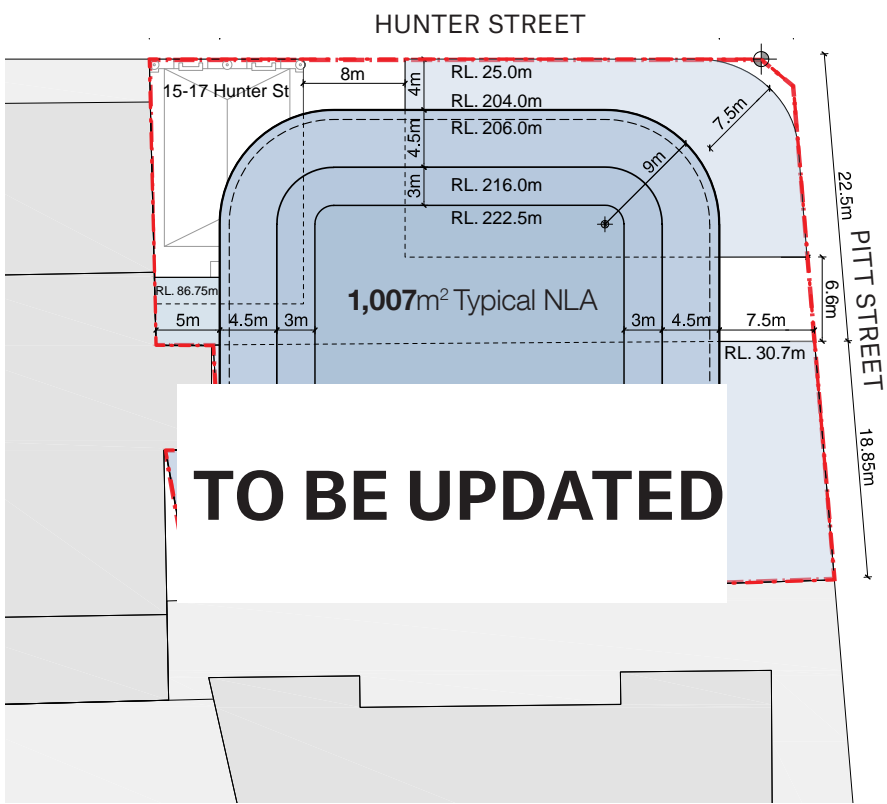 HUNTER STREET
8m
4m
RL. 25.0m
15-17 Hunter St
RL. 204.0m
7.5m
4.5m
RL. 206.0m
9m
3m
RL. 216.0m
22.5m
RL. 222.5m
PITT STREET
RL. 86.75m
1,007m² Typical NLA
6.6m
5m
4.5m
3m
3m
4.5m
7.5m
RL. 30.7m
18.85m
TO BE UPDATED